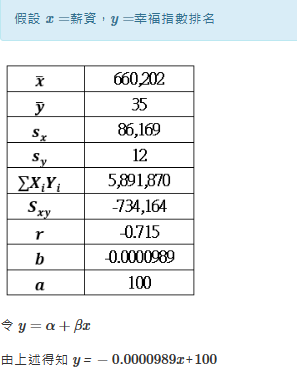 假設 x =薪資，y =幸福指數排名
x̄ 660,202
ȳ 35
sₓ 86,169
s_y 12
∑XᵢYᵢ 5,891,870
S_xy -734,164
r -0.715
b -0.0000989
a 100
令 y = α + βx
由上述得知 y = − 0.0000989x+100